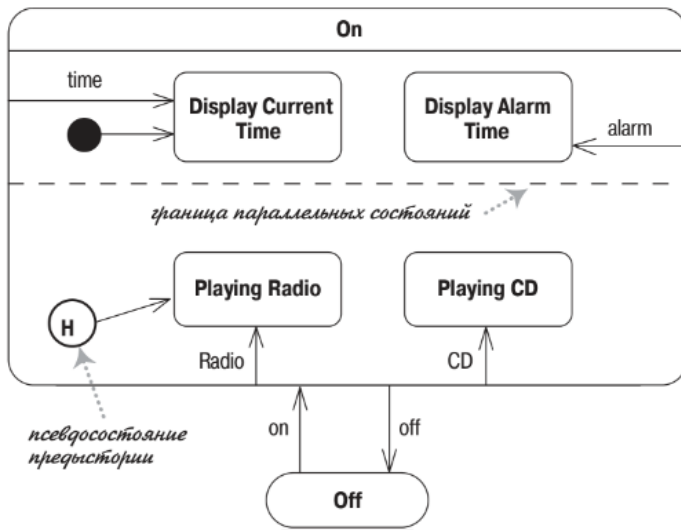 On
time
Display Current
Time
Display Alarm
Time
alarm
граница параллельных состояний
Playing Radio
Playing CD
H
Radio
CD
псевдосостояние
предыстории
on
off
Off